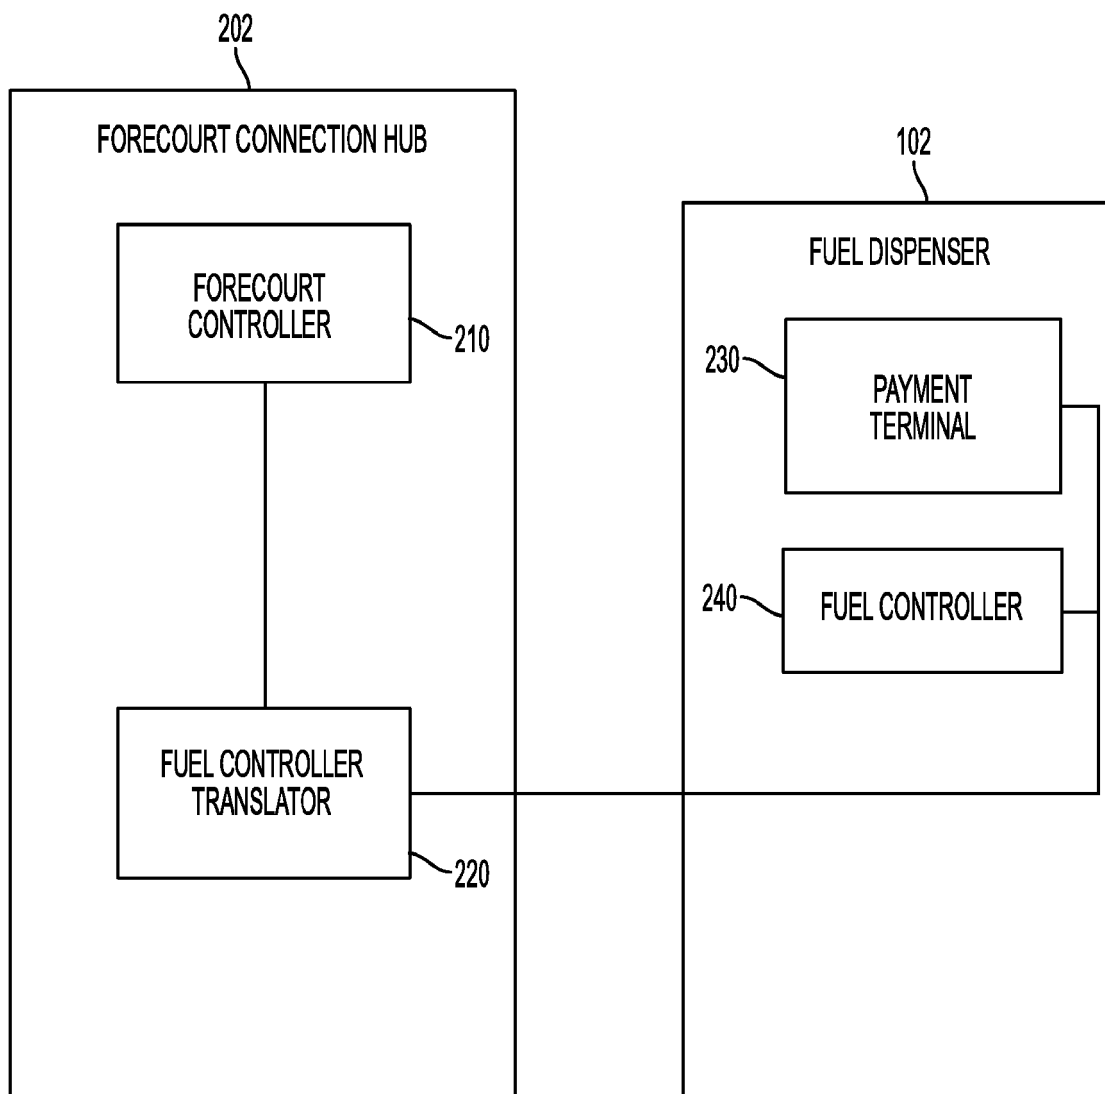 202
FORECOURT CONNECTION HUB
FORECOURT
CONTROLLER
210
FUEL CONTROLLER
TRANSLATOR
220
102
FUEL DISPENSER
230
PAYMENT
TERMINAL
240
FUEL CONTROLLER